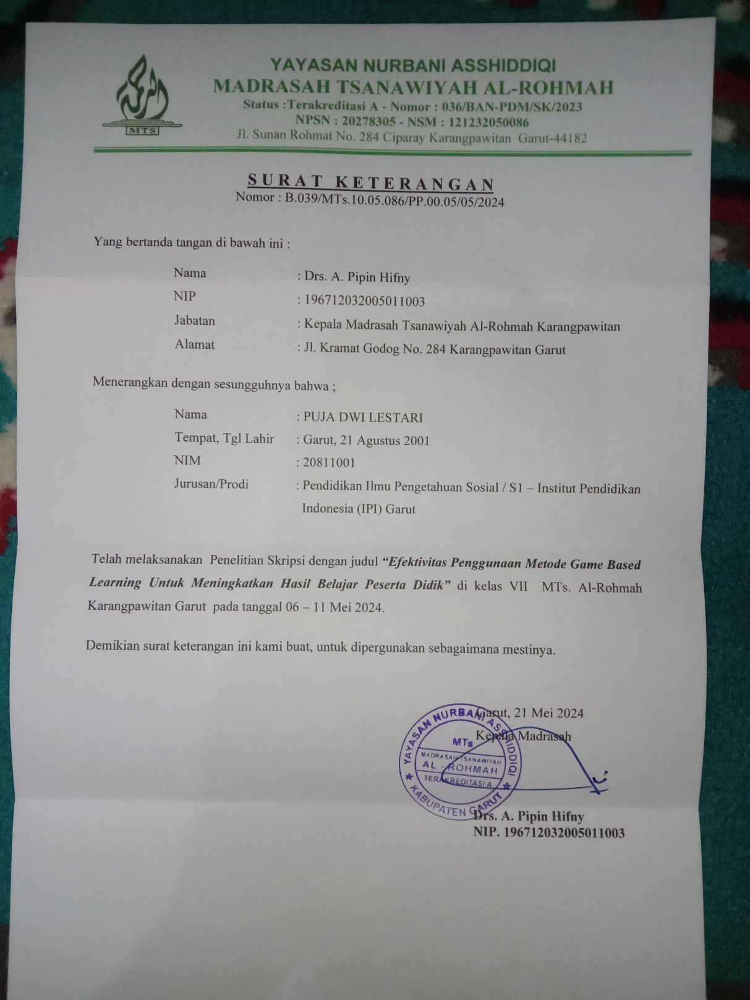 YAYASAN NURBANI ASSHIDDIQI
MADRASAH TSANAWIYAH AL-ROHMAH
Status :Terakreditasi A - Nomor : 036/BAN-PDM/SK/2023
NPSN : 20278305 - NSM : 121232050086
Jl. Sunan Rohmat No. 284 Ciparay Karangpawitan Garut-44182
MTS
SURAT KETERANGAN
Nomor : B.039/MTs.10.05.086/PP.00.05/05/2024
Yang bertanda tangan di bawah ini :
Nama : Drs. A. Pipin Hifny
NIP : 196712032005011003
Jabatan : Kepala Madrasah Tsanawiyah Al-Rohmah Karangpawitan
Alamat : Jl. Kramat Godog No. 284 Karangpawitan Garut
Menerangkan dengan sesungguhnya bahwa ;
Nama : PUJA DWI LESTARI
Tempat, Tgl Lahir : Garut, 21 Agustus 2001
NIM : 20811001
Jurusan/Prodi : Pendidikan Ilmu Pengetahuan Sosial / S1 – Institut Pendidikan
Indonesia (IPI) Garut
Telah melaksanakan Penelitian Skripsi dengan judul “Efektivitas Penggunaan Metode Game Based
Learning Untuk Meningkatkan Hasil Belajar Peserta Didik” di kelas VII MTs. Al-Rohmah
Karangpawitan Garut pada tanggal 06 – 11 Mei 2024.
Demikian surat keterangan ini kami buat, untuk dipergunakan sebagaimana mestinya.
Garut, 21 Mei 2024
Kepala Madrasah
YAYASAN NURBANI ASSHIDDIQI
MTs
MADRASAH TSANAWIYAH
AL - ROHMAH
TERAKREDITASI A
KABUPATEN GARUT
Drs. A. Pipin Hifny
NIP. 196712032005011003